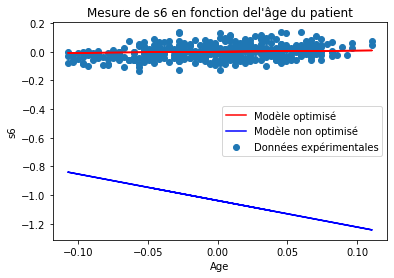 Mesure de s6 en fonction del'âge du patient
0.2
0.0
−0.2
−0.4
−0.6
−0.8
−1.0
−1.2
s6
Modèle optimisé
Modèle non optimisé
Données expérimentales
−0.10
−0.05
0.00
0.05
0.10
Age